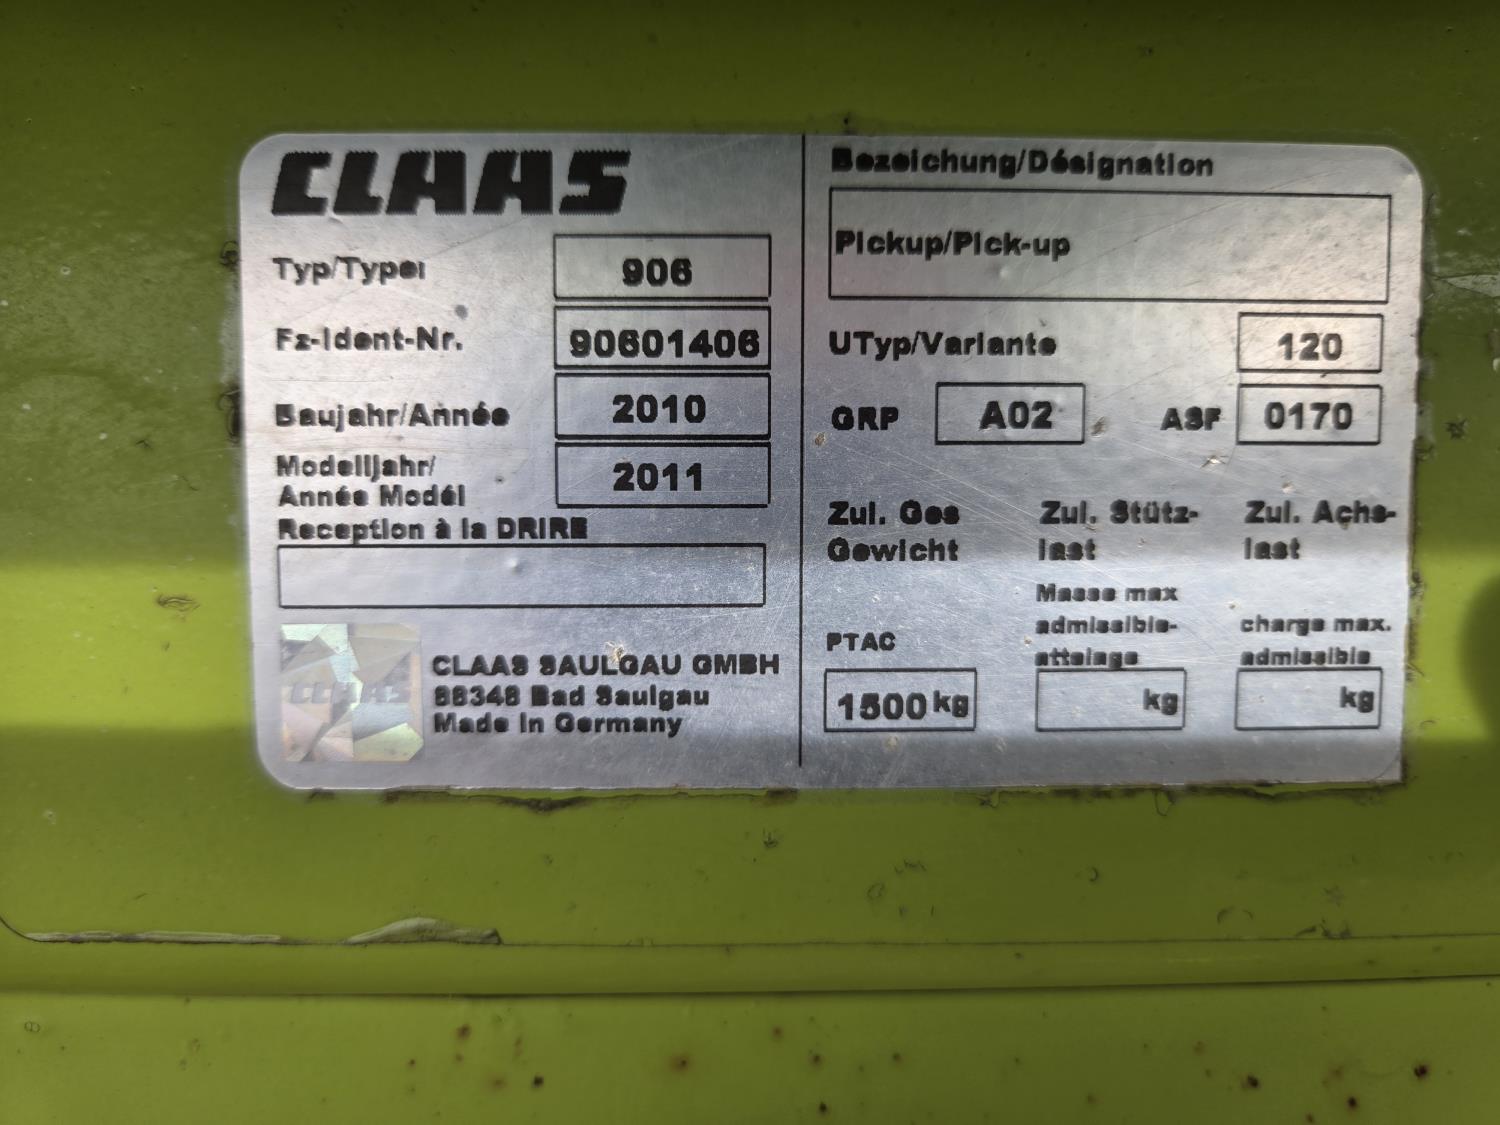 CLAAS
Typ/Type: 906
Fz-Ident-Nr. 90601406
Baujahr/Année 2010
Modelljahr/
Année Modél 2011
Reception à la DRIRE
CLAAS
CLAAS SAULGAU GMBH
88348 Bad Saulgau
Made in Germany
Bezeichung/Désignation
Pickup/Pick-up
UTyp/Variante 120
GRP A02 ASF 0170
Zul. Ges Gewicht
PTAC
1500 kg
Zul. Stütz-
last
Masse max
admissible-
attelage
kg
Zul. Achs-
last
charge max.
admissible
kg